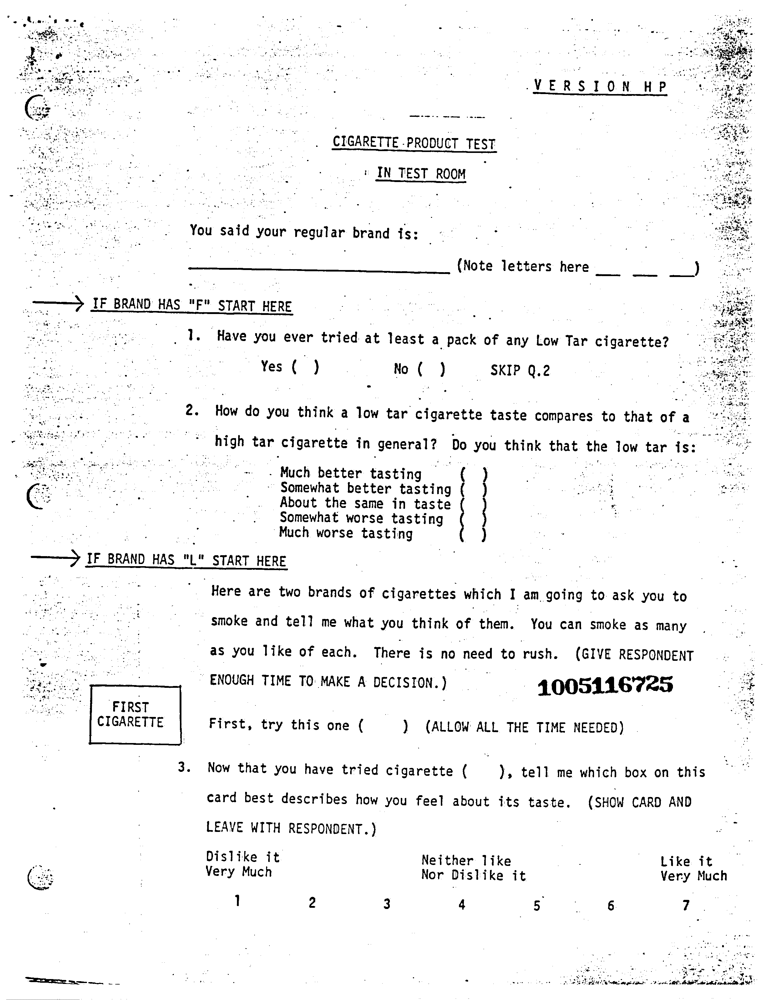 VERSION HP
CIGARETTE PRODUCT TEST
IN TEST ROOM
You said your regular brand is:
______________________________ (Note letters here ___ ___ ___)
IF BRAND HAS "F" START HERE
1. Have you ever tried at least a pack of any Low Tar cigarette?
Yes ( ) No ( ) SKIP Q.2
2. How do you think a low tar cigarette taste compares to that of a
high tar cigarette in general? Do you think that the low tar is:
Much better tasting ( )
Somewhat better tasting ( )
About the same in taste ( )
Somewhat worse tasting ( )
Much worse tasting ( )
IF BRAND HAS "L" START HERE
Here are two brands of cigarettes which I am going to ask you to
smoke and tell me what you think of them. You can smoke as many
as you like of each. There is no need to rush. (GIVE RESPONDENT
ENOUGH TIME TO MAKE A DECISION.)
1005116725
FIRST
CIGARETTE
First, try this one ( ) (ALLOW ALL THE TIME NEEDED)
3. Now that you have tried cigarette ( ), tell me which box on this
card best describes how you feel about its taste. (SHOW CARD AND
LEAVE WITH RESPONDENT.)
Dislike it Neither like Like it
Very Much Nor Dislike it Very Much
1 2 3 4 5 6 7